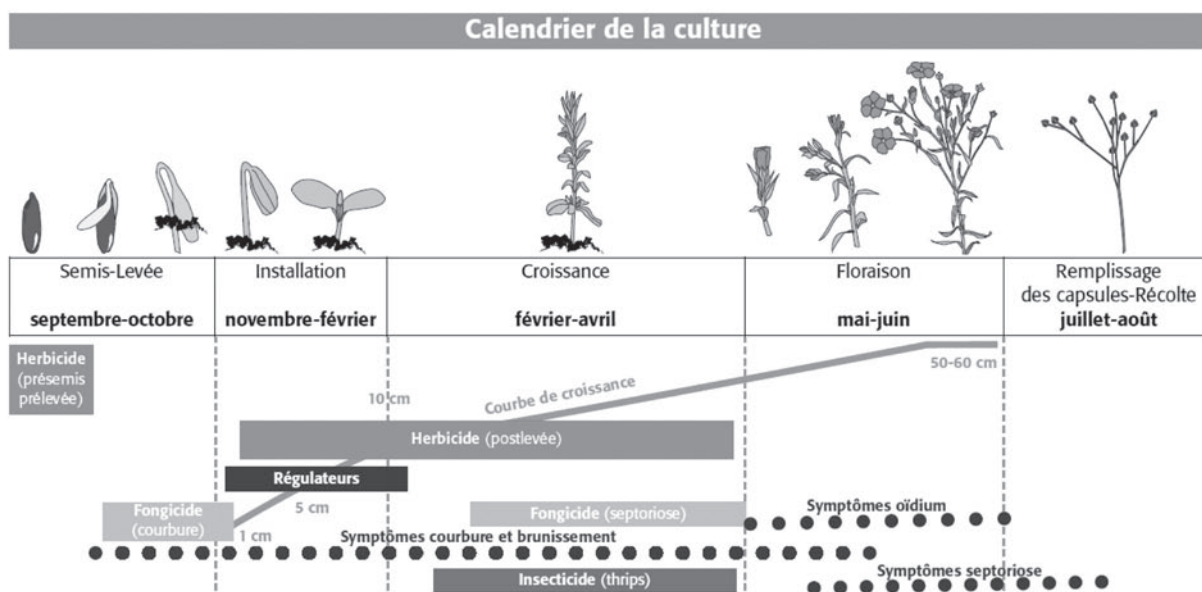 Calendrier de la culture
Semis-Levée
septembre-octobre
Installation
novembre-février
Croissance
février-avril
Floraison
mai-juin
Remplissage
des capsules-Récolte
juillet-août
Herbicide
(présemis
prélevée)
50-60 cm
Courbe de croissance
10 cm
Herbicide (postlevée)
Régulateurs
5 cm
Fongicide
(courbure)
1 cm
Fongicide (septoriose)
Symptômes oïdium
Symptômes courbure et brunissement
Insecticide (thrips)
Symptômes septoriose